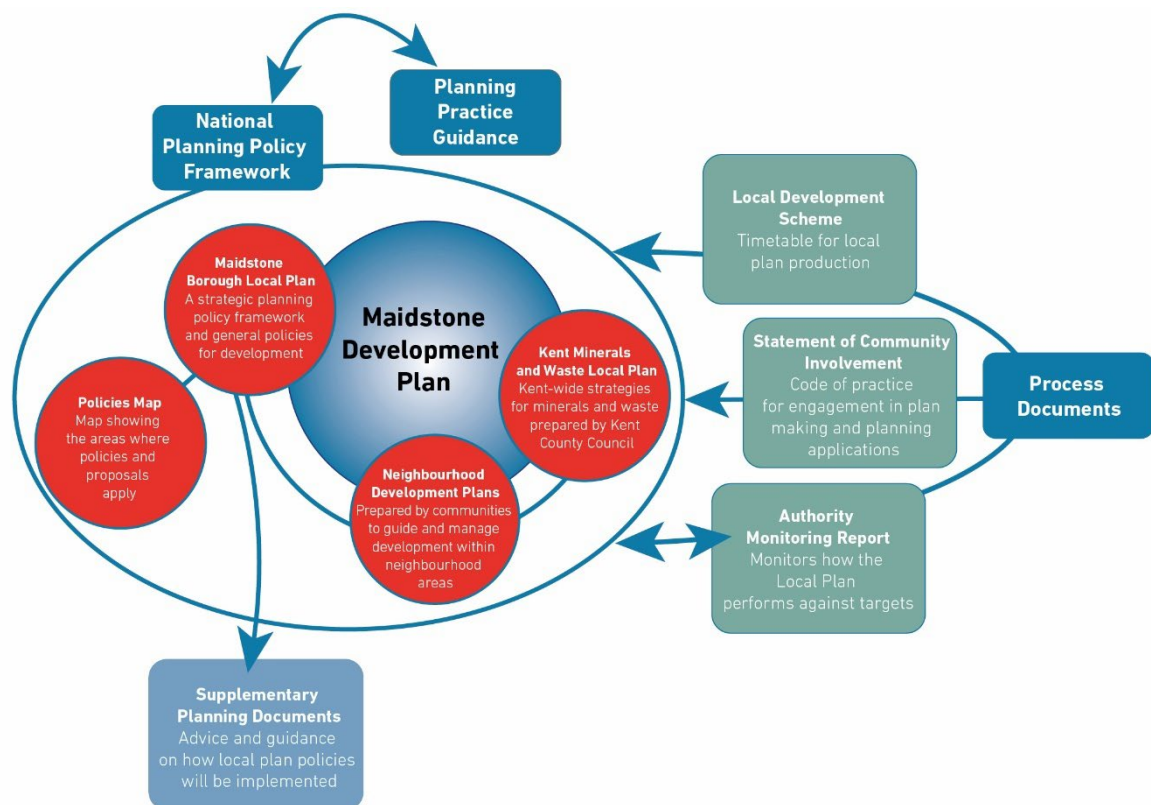 Planning
Practice
Guidance
National
Planning Policy
Framework
Local Development
Scheme
Timetable for local
plan production
Maidstone
Borough Local Plan
A strategic planning
policy framework
and general policies
for development
Maidstone
Development
Plan
Kent Minerals
and Waste Local Plan
Kent-wide strategies
for minerals and waste
prepared by Kent
County Council
Statement of Community
Involvement
Code of practice
for engagement in plan
making and planning
applications
Process
Documents
Policies Map
Map showing
the areas where
policies and
proposals
apply
Neighbourhood
Development Plans
Prepared by communities
to guide and manage
development within
neighbourhood
areas
Authority
Monitoring Report
Monitors how the
Local Plan
performs against targets
Supplementary
Planning Documents
Advice and guidance
on how local plan policies
will be implemented